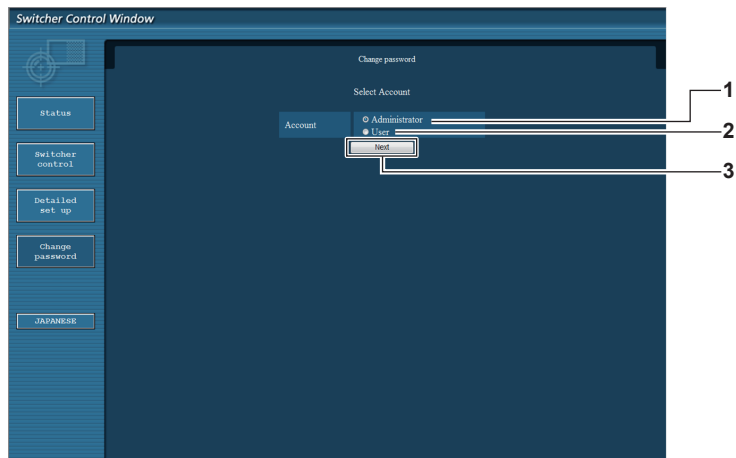 Switcher Control Window
Change password
Select Account
Account
Administrator
User
Next
Status
Switcher
control
Detailed
set up
Change
password
JAPANESE
1
2
3